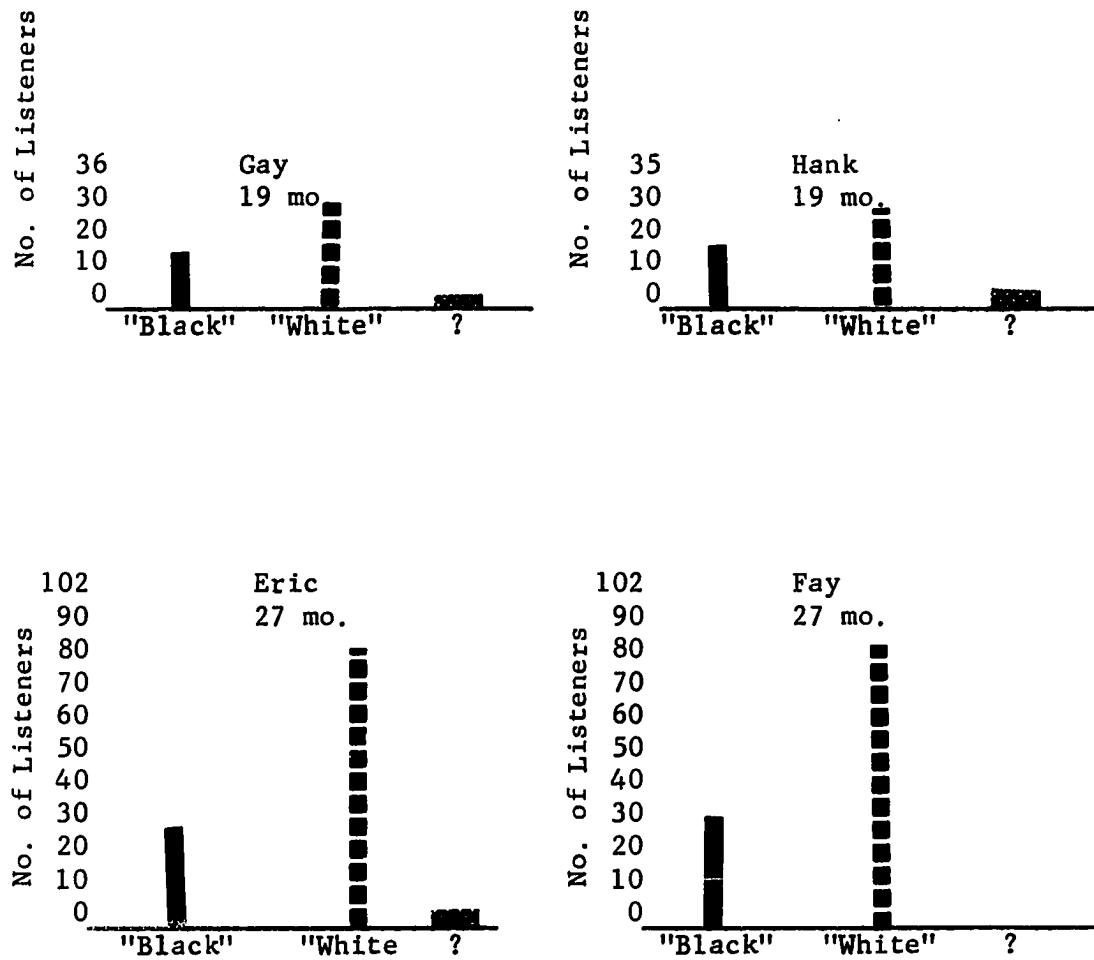 No. of Listeners
36 Gay
30 19 mo.
20
10
0
"Black" "White" ?
No. of Listeners
35 Hank
30 19 mo.
20
10
0
"Black" "White" ?
No. of Listeners
102 Eric
90 27 mo.
80
70
60
50
40
30
20
10
0
"Black" "White ?
No. of Listeners
102 Fay
90 27 mo.
80
70
60
50
40
30
20
10
0
"Black" "White" ?